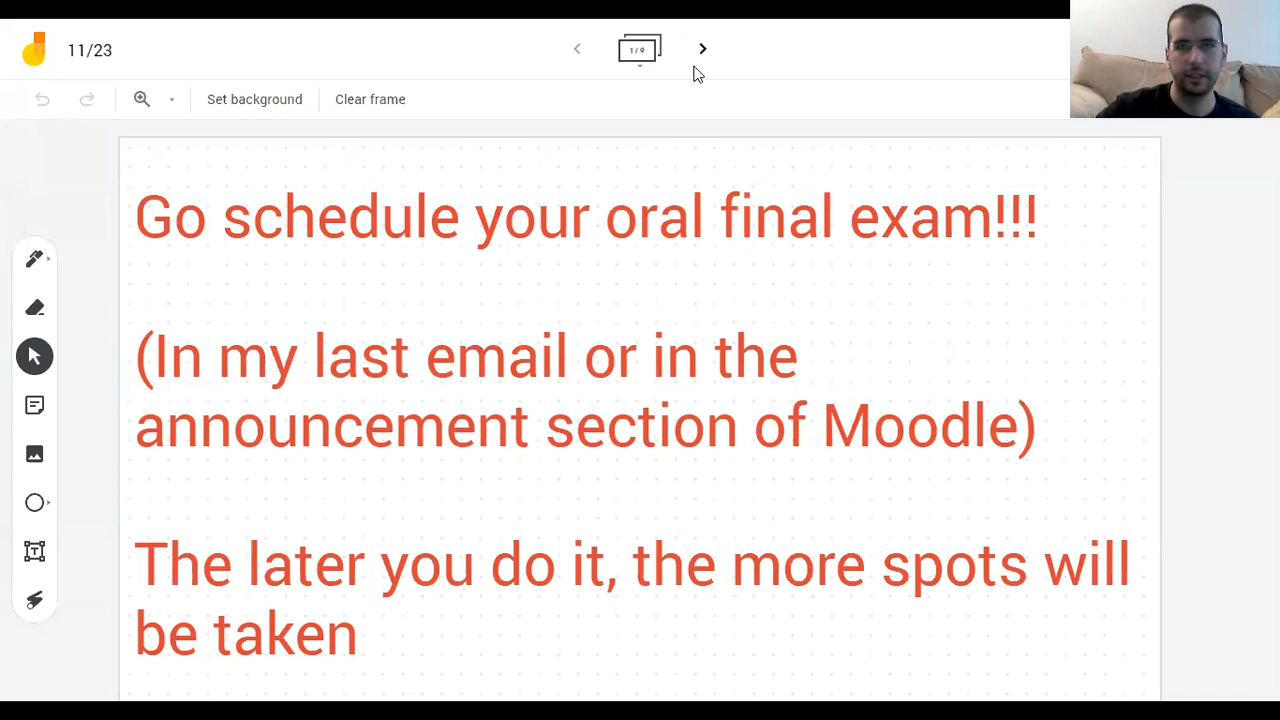 11/23
1 / 9
Set background
Clear frame
Go schedule your oral final exam!!!
(In my last email or in the
announcement section of Moodle)
The later you do it, the more spots will
be taken